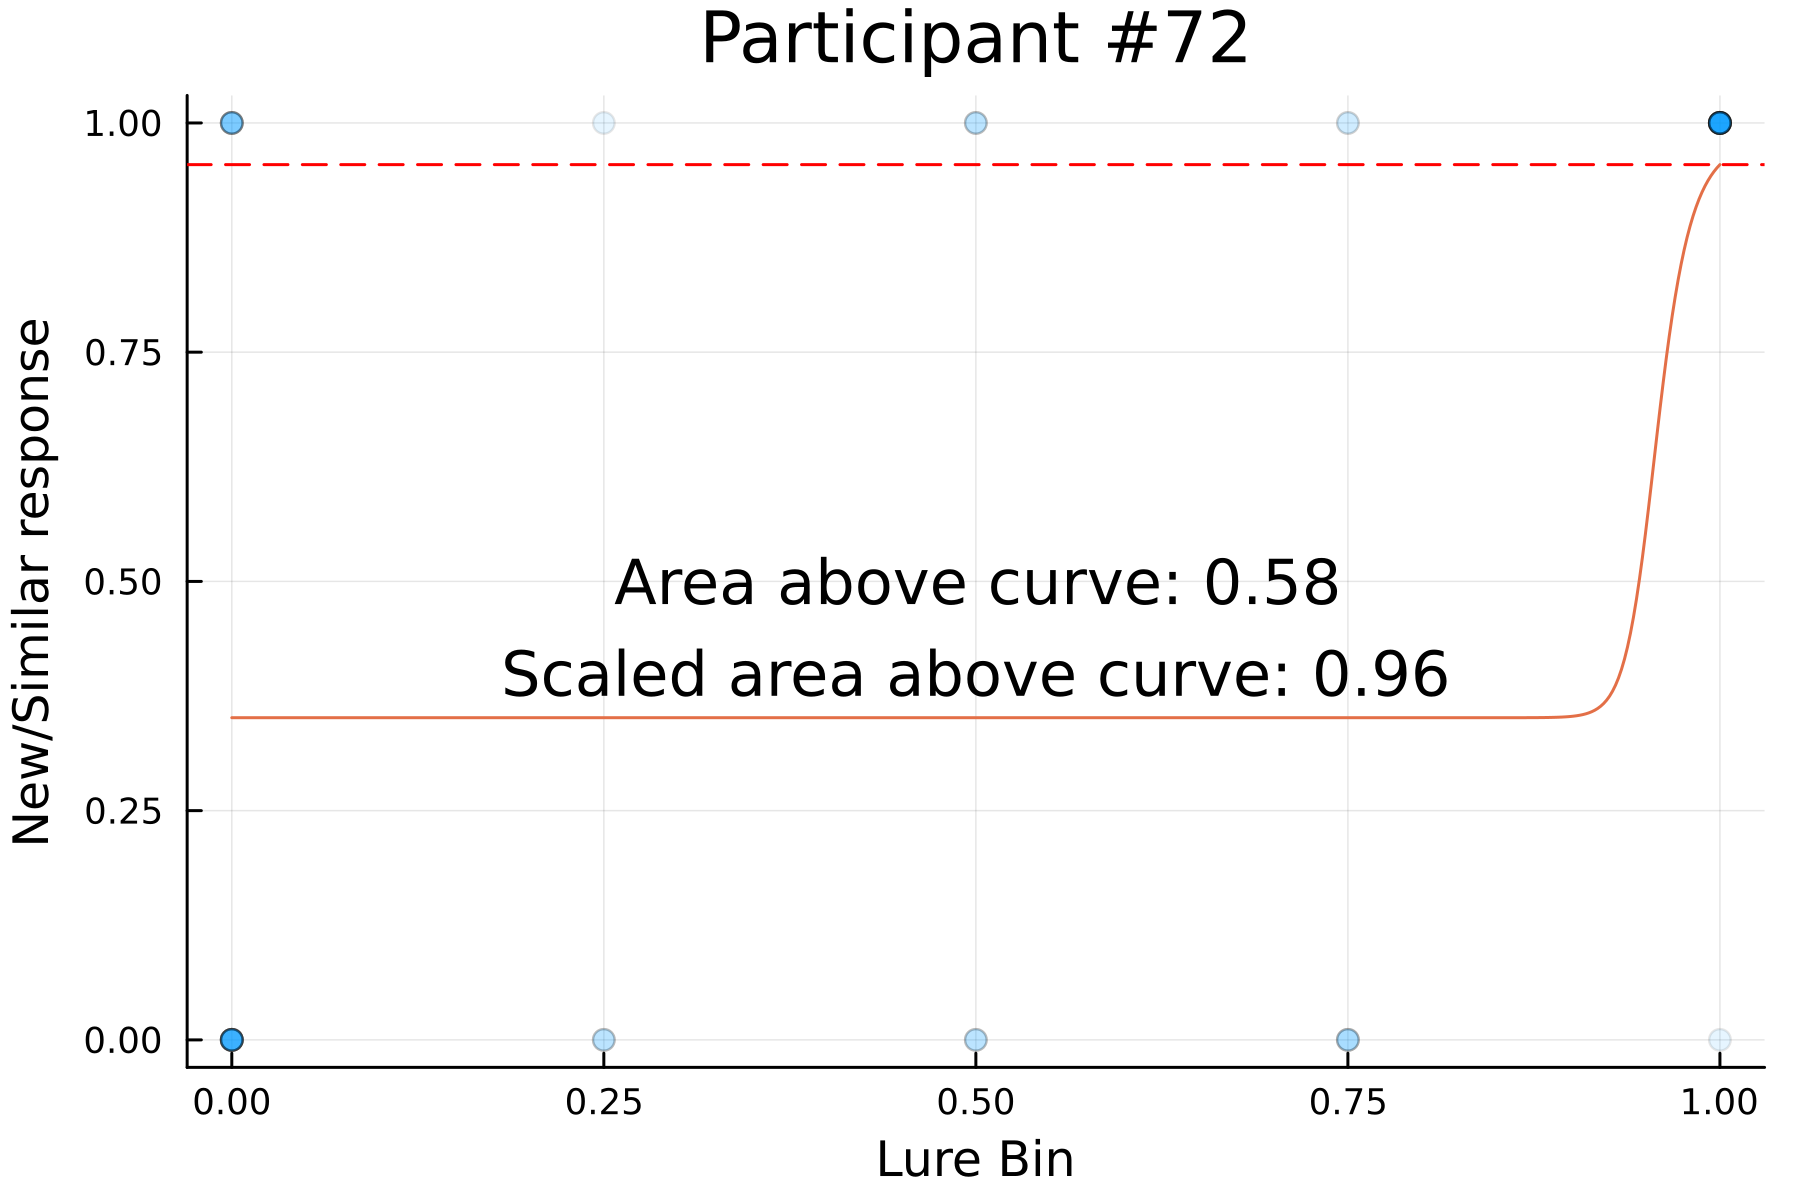 Participant #72
New/Similar response
1.00
0.75
0.50
0.25
0.00
Area above curve: 0.58
Scaled area above curve: 0.96
0.00 0.25 0.50 0.75 1.00
Lure Bin